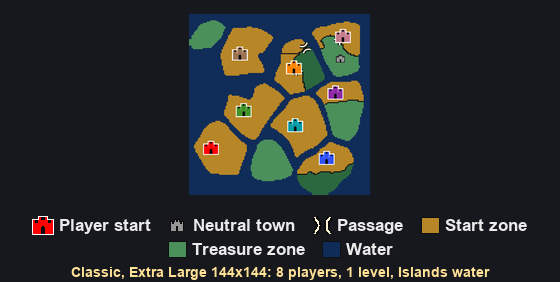 Player start Neutral town Passage Start zone
Treasure zone Water
Classic, Extra Large 144x144: 8 players, 1 level, Islands water